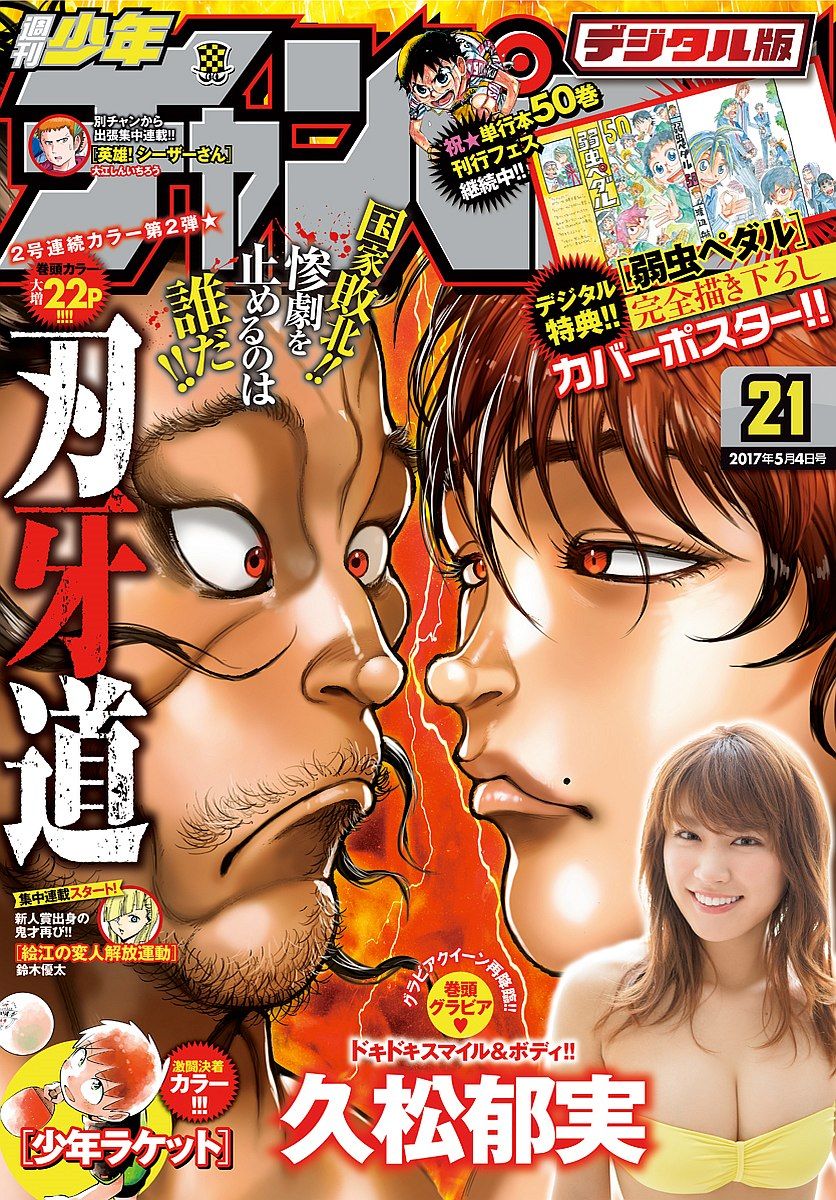 週刊
少年
チャンピ
デジタル版
別チャンから
出張集中連載!!
[英雄!シーザーさん]
大江しんいちろう
祝★単行本50巻
刊行フェス
継続中!!
弱虫ペダル
50
デジタル
特典!!
[弱虫ペダル]
完全描き下ろし
カバーポスター!!
2号連続カラー第2弾★
巻頭カラー
大増22P
!!!!
国家敗北!!
惨劇を
止めるのは
誰だ!!
刃牙道
21
2017年5月4日号
集中連載スタート!
新人賞出身の
鬼才再び!!
[絵江の変人解放運動]
鈴木優太
激闘決着
カラー
!!!
[少年ラケット]
グラビアクイーン再降臨!!
巻頭
グラビア
♥
ドキドキスマイル&ボディ!!
久松郁実